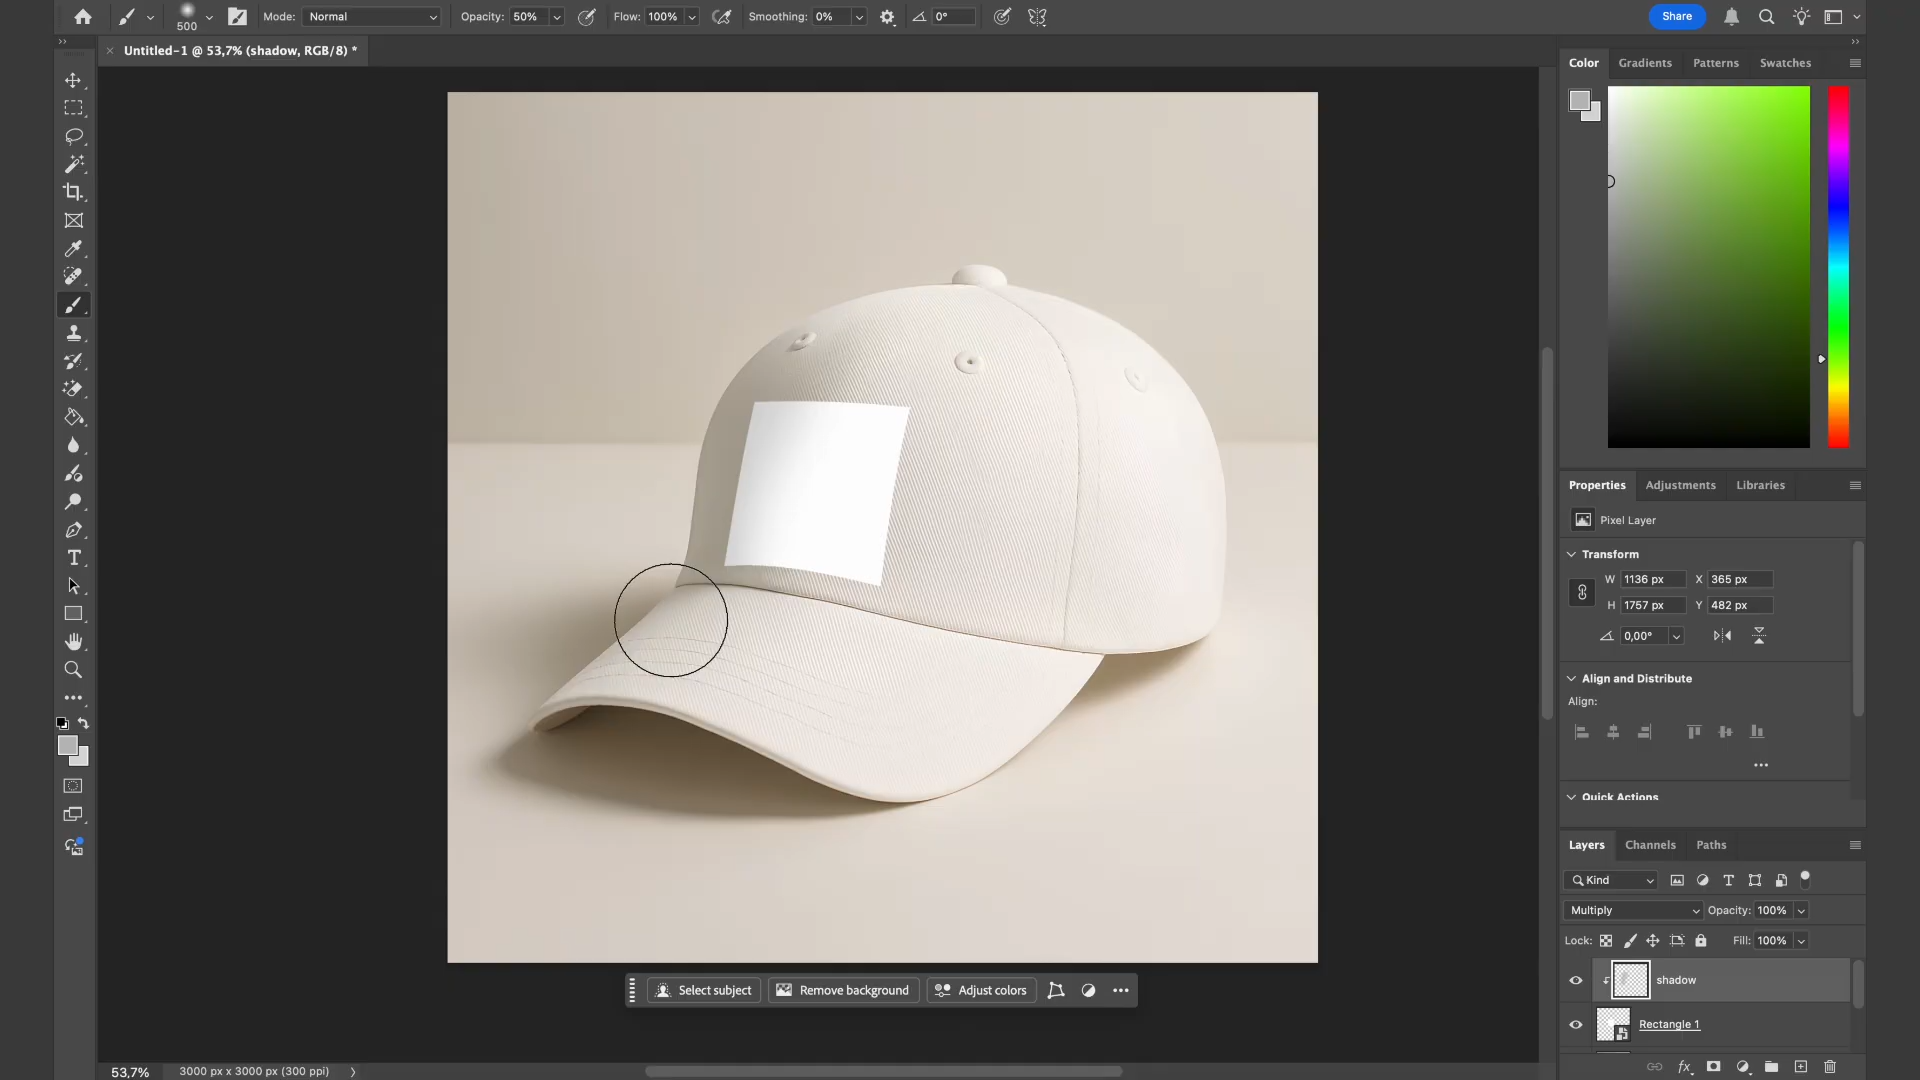 500
Mode: Normal
Opacity: 50%
Flow: 100%
Smoothing: 0%
0°
Share
Untitled-1 @ 53,7% (shadow, RGB/8) *
Color Gradients Patterns Swatches
Properties Adjustments Libraries
Pixel Layer
Transform
W 1136 px X 365 px
H 1757 px Y 482 px
0,00°
Align and Distribute
Align:
Quick Actions
Layers Channels Paths
Kind
Multiply Opacity: 100%
Lock: Fill: 100%
shadow
Rectangle 1
fx
Select subject Remove background Adjust colors
53,7% 3000 px x 3000 px (300 ppi)